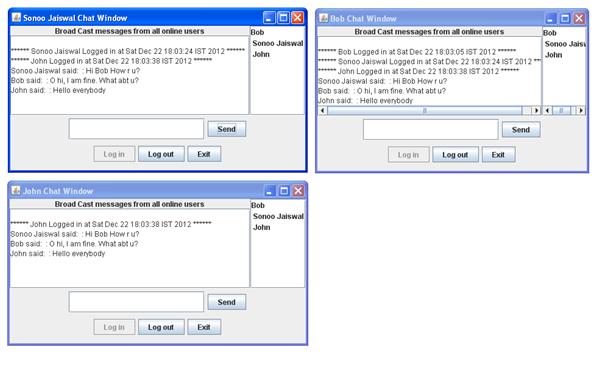 Sonoo Jaiswal Chat Window
Broad Cast messages from all online users
****** Sonoo Jaiswal Logged in at Sat Dec 22 18:03:24 IST 2012 ******
****** John Logged in at Sat Dec 22 18:03:38 IST 2012 ******
Sonoo Jaiswal said:  : Hi Bob How r u?
Bob said:  : O hi, I am fine. What abt u?
John said:  : Hello everybody
Bob
Sonoo Jaiswal
John
Send
Log in
Log out
Exit
Bob Chat Window
Broad Cast messages from all online users
****** Bob Logged in at Sat Dec 22 18:03:05 IST 2012 ******
****** Sonoo Jaiswal Logged in at Sat Dec 22 18:03:24 IST 2012 **
****** John Logged in at Sat Dec 22 18:03:38 IST 2012 ******
Sonoo Jaiswal said:  : Hi Bob How r u?
Bob said:  : O hi, I am fine. What abt u?
John said:  : Hello everybody
Bob
Sonoo Jaisw
John
Send
Log in
Log out
Exit
John Chat Window
Broad Cast messages from all online users
****** John Logged in at Sat Dec 22 18:03:38 IST 2012 ******
Sonoo Jaiswal said:  : Hi Bob How r u?
Bob said:  : O hi, I am fine. What abt u?
John said:  : Hello everybody
Bob
Sonoo Jaiswal
John
Send
Log in
Log out
Exit